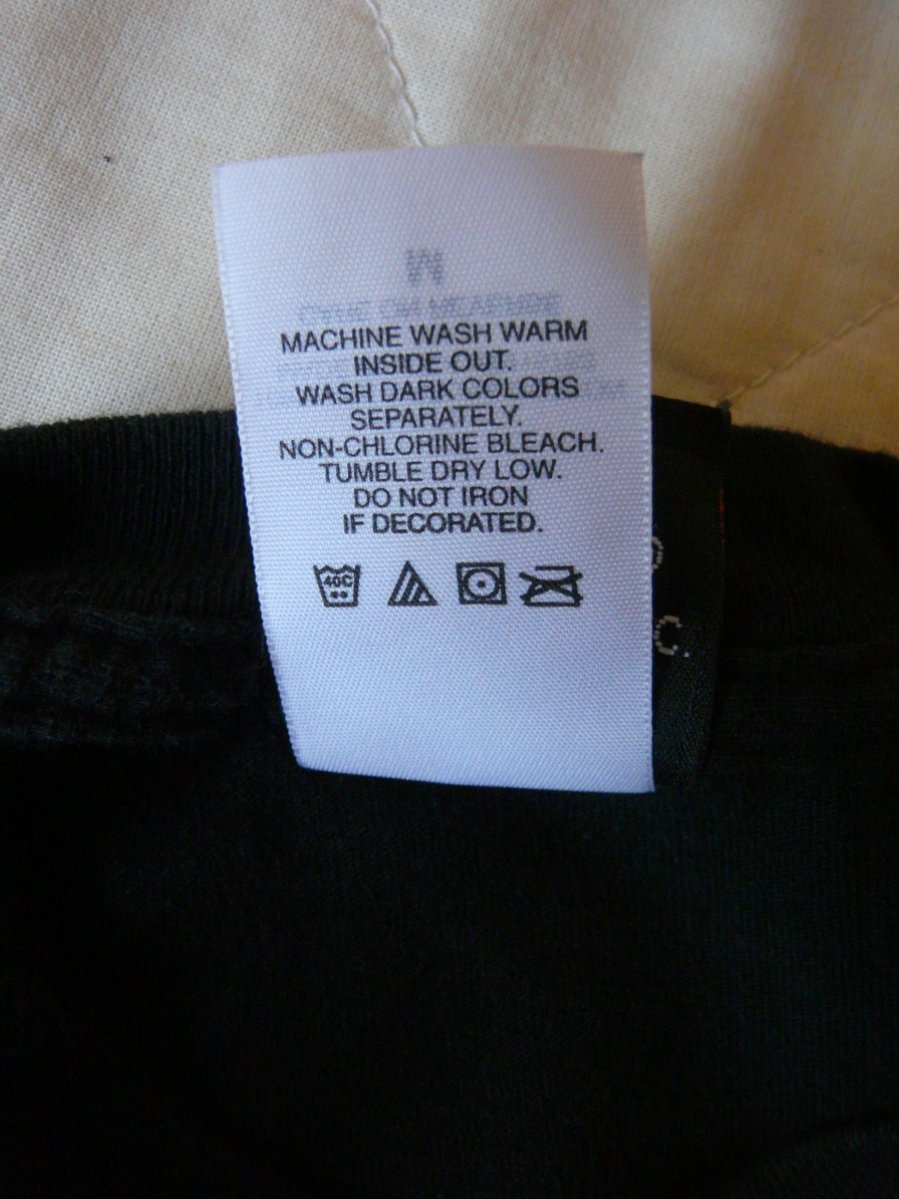 M
MACHINE WASH WARM
INSIDE OUT.
WASH DARK COLORS
SEPARATELY.
NON-CHLORINE BLEACH.
TUMBLE DRY LOW.
DO NOT IRON
IF DECORATED.
40C
C.